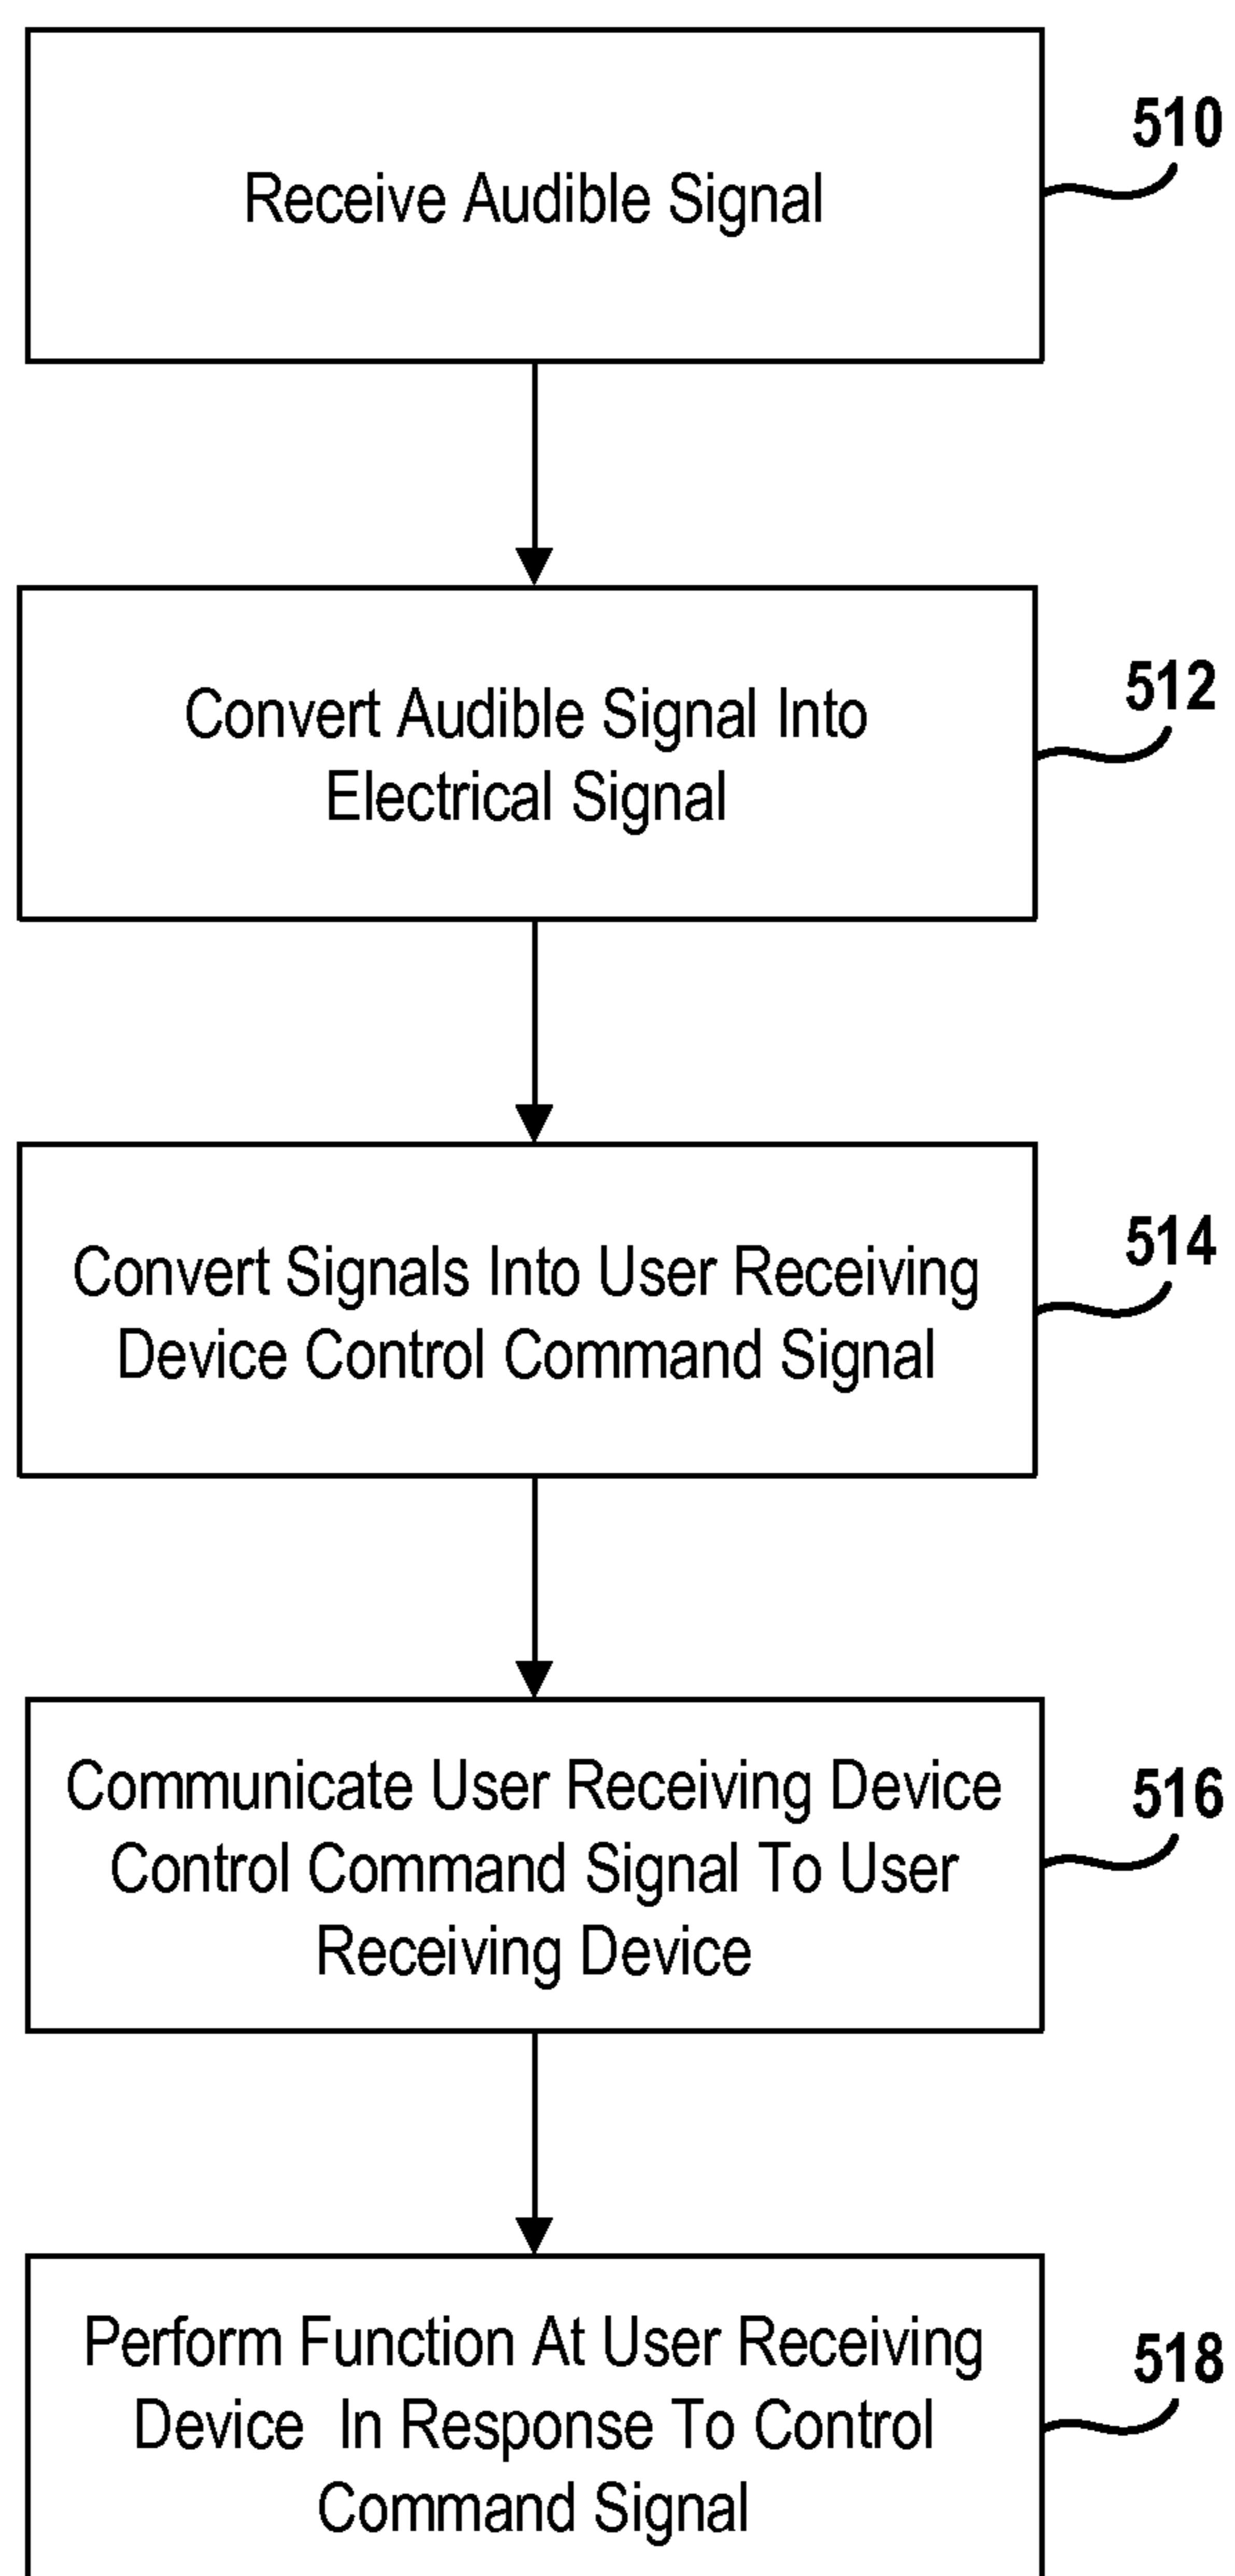 510
Receive Audible Signal
512
Convert Audible Signal Into
Electrical Signal
514
Convert Signals Into User Receiving
Device Control Command Signal
516
Communicate User Receiving Device
Control Command Signal To User
Receiving Device
518
Perform Function At User Receiving
Device  In Response To Control
Command Signal